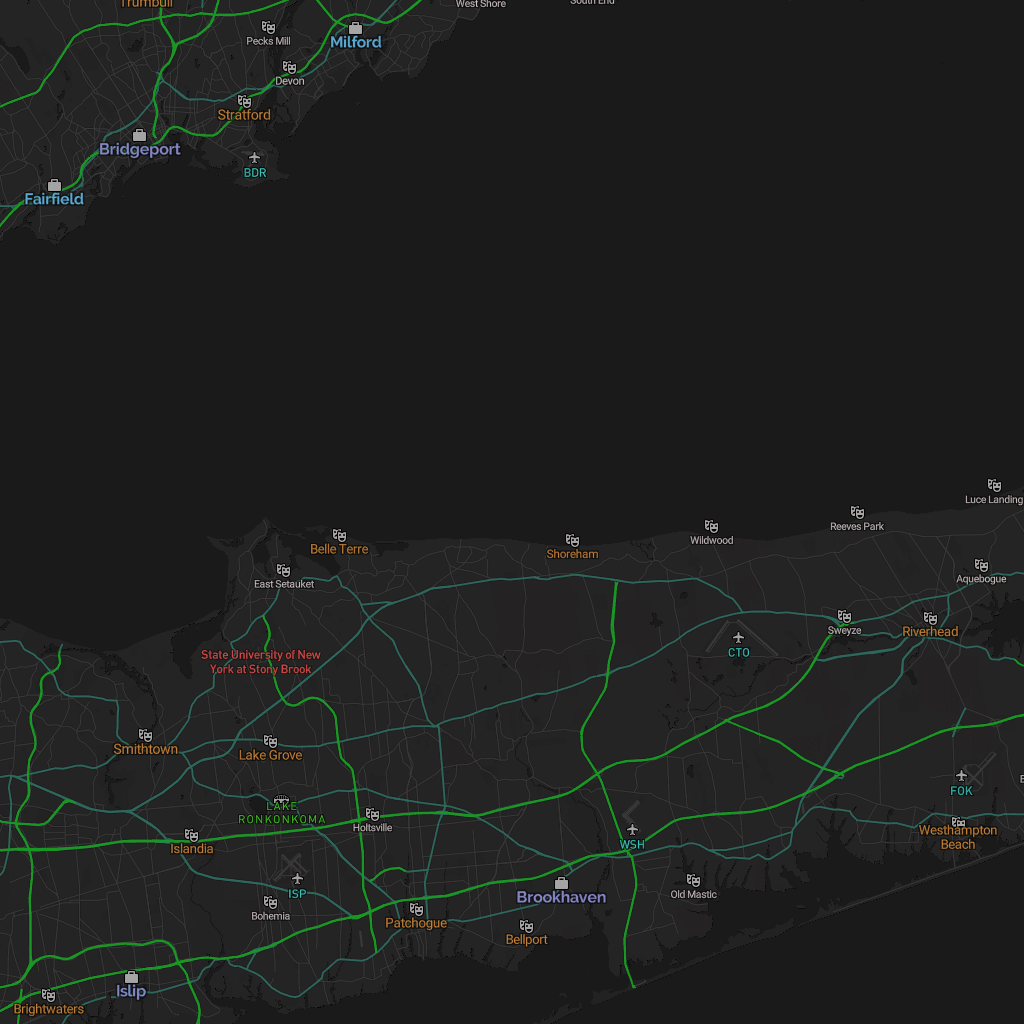 Trumbull
West Shore
South End
Pecks Mill
Milford
Devon
Stratford
Bridgeport
BDR
Fairfield
Luce Landing
Reeves Park
Wildwood
Belle Terre
Shoreham
East Setauket
Aquebogue
Sweyze
Riverhead
CTO
State University of New
York at Stony Brook
Smithtown
Lake Grove
FOK
LAKE
RONKONKOMA
Holtsville
Westhampton
Beach
Islandia
WSH
ISP
Brookhaven
Old Mastic
Bohemia
Patchogue
Bellport
Islip
Brightwaters